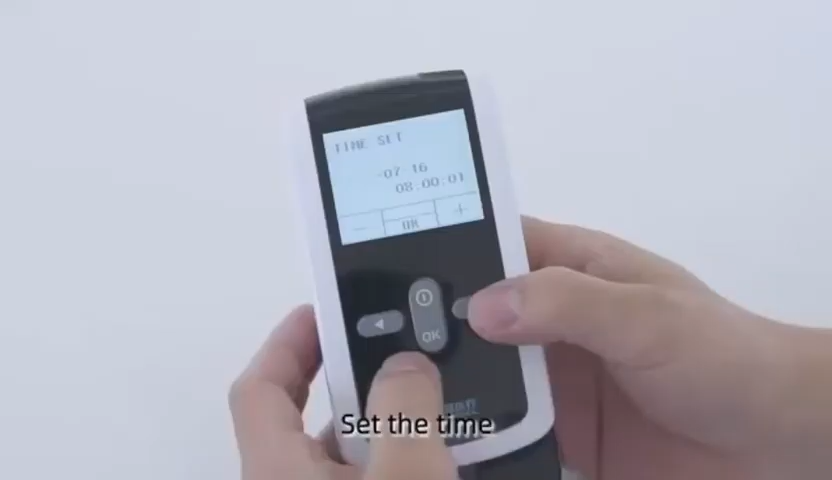 TIME SET
-07-16
08:00:01
— OK +
OK
Set the time